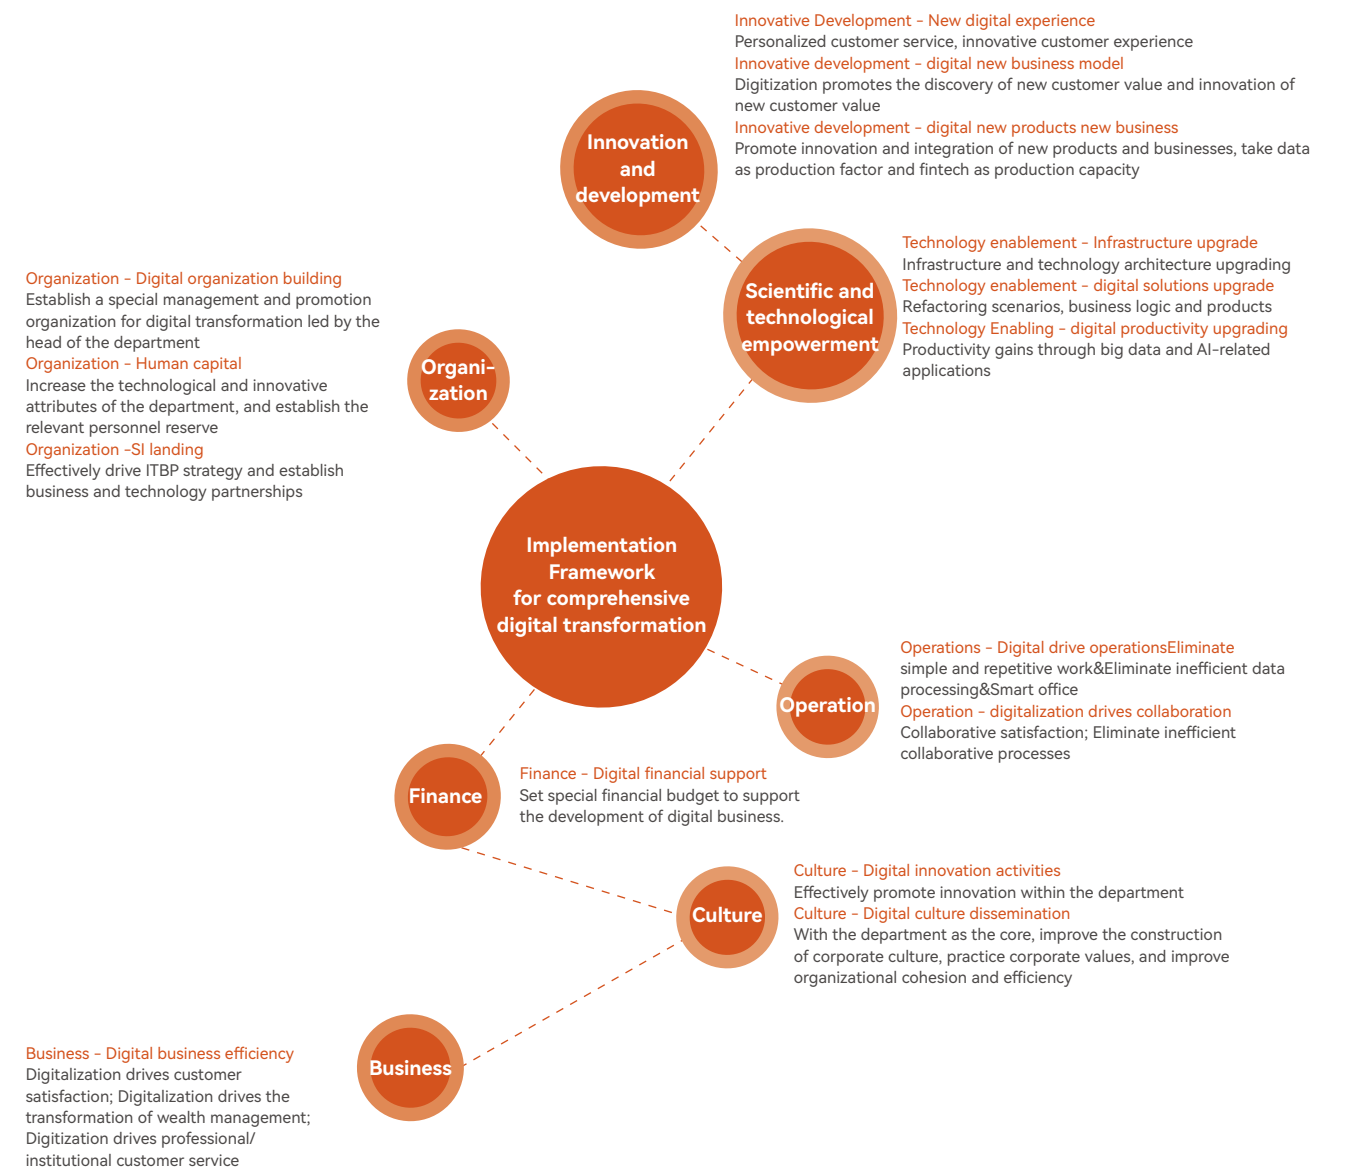 Innovative Development - New digital experience
Personalized customer service, innovative customer experience
Innovative development - digital new business model
Digitization promotes the discovery of new customer value and innovation of
new customer value
Innovative development - digital new products new business
Promote innovation and integration of new products and businesses, take data
as production factor and fintech as production capacity
Innovation
and
development
Technology enablement - Infrastructure upgrade
Infrastructure and technology architecture upgrading
Technology enablement - digital solutions upgrade
Refactoring scenarios, business logic and products
Technology Enabling - digital productivity upgrading
Productivity gains through big data and AI-related
applications
Scientific and
technological
empowerment
Organization - Digital organization building
Establish a special management and promotion
organization for digital transformation led by the
head of the department
Organization - Human capital
Increase the technological and innovative
attributes of the department, and establish the
relevant personnel reserve
Organization -SI landing
Effectively drive ITBP strategy and establish
business and technology partnerships
Organi-
zation
Implementation
Framework
for comprehensive
digital transformation
Operations - Digital drive operationsEliminate
simple and repetitive work&Eliminate inefficient data
processing&Smart office
Operation - digitalization drives collaboration
Collaborative satisfaction; Eliminate inefficient
collaborative processes
Operation
Finance
Finance - Digital financial support
Set special financial budget to support
the development of digital business.
Culture - Digital innovation activities
Effectively promote innovation within the department
Culture - Digital culture dissemination
With the department as the core, improve the construction
of corporate culture, practice corporate values, and improve
organizational cohesion and efficiency
Culture
Business - Digital business efficiency
Digitalization drives customer
satisfaction; Digitalization drives the
transformation of wealth management;
Digitization drives professional/
institutional customer service
Business